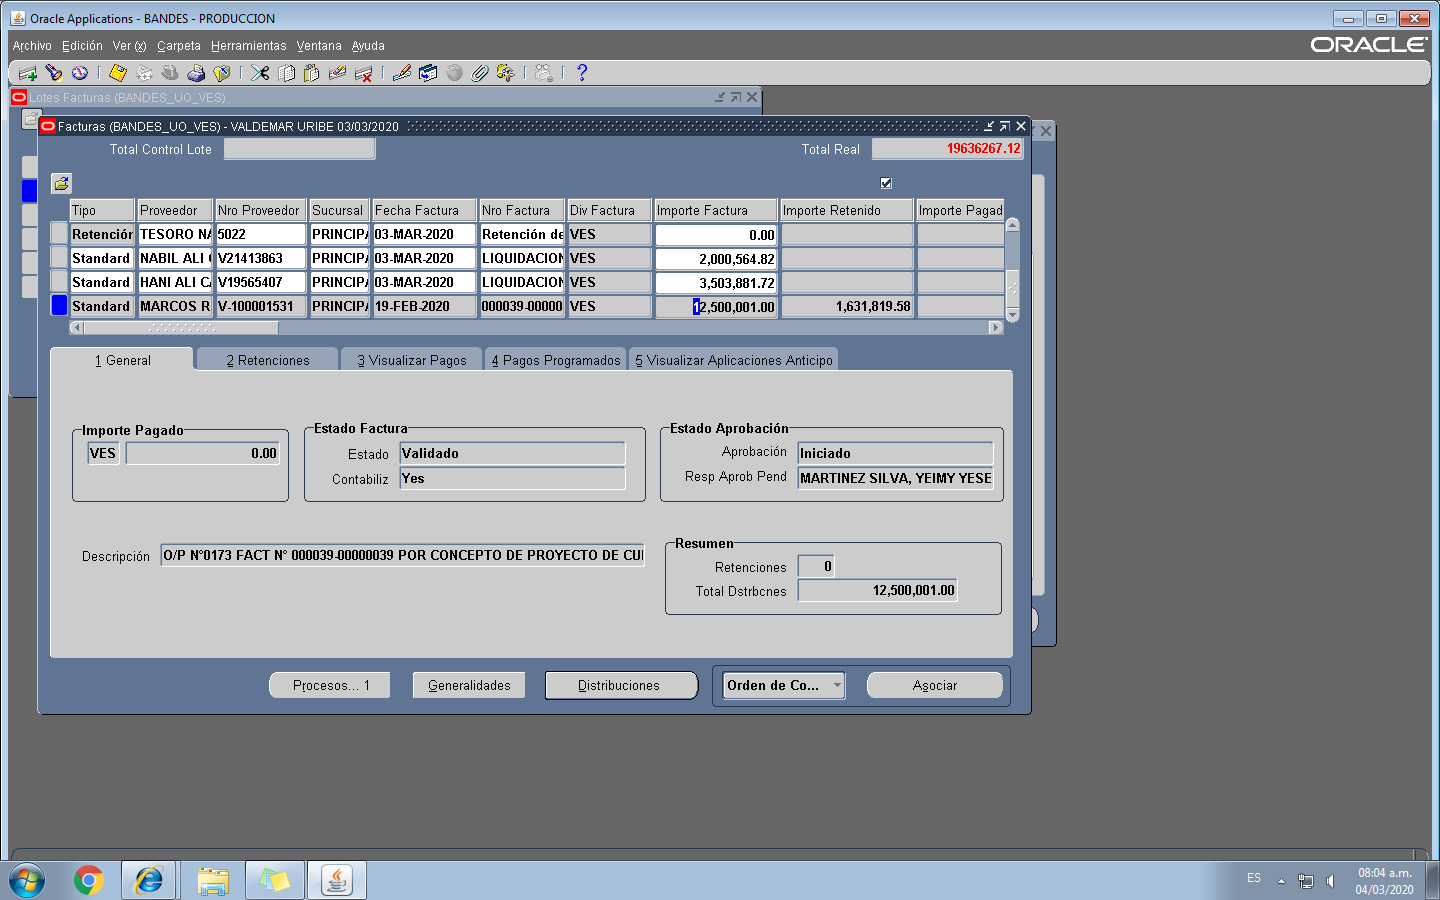 Oracle Applications - BANDES - PRODUCCION
Archivo Edición Ver (x) Carpeta Herramientas Ventana Ayuda
ORACLE
Lotes Facturas (BANDES_UO_VES)
Facturas (BANDES_UO_VES) - VALDEMAR URIBE 03/03/2020
Total Control Lote
Total Real 19636267.12
Tipo Proveedor Nro Proveedor Sucursal Fecha Factura Nro Factura Div Factura Importe Factura Importe Retenido Importe Pagad
Retención TESORO NA 5022 PRINCIPA 03-MAR-2020 Retención de VES 0.00
Standard NABIL ALI V21413863 PRINCIPA 03-MAR-2020 LIQUIDACION VES 2,000,564.82
Standard HANI ALI CA V19565407 PRINCIPA 03-MAR-2020 LIQUIDACION VES 3,503,881.72
Standard MARCOS R V-100001531 PRINCIPA 19-FEB-2020 000039-00000 VES 12,500,001.00 1,631,819.58
1 General 2 Retenciones 3 Visualizar Pagos 4 Pagos Programados 5 Visualizar Aplicaciones Anticipo
Importe Pagado
VES 0.00
Estado Factura
Estado Validado
Contabiliz Yes
Estado Aprobación
Aprobación Iniciado
Resp Aprob Pend MARTINEZ SILVA, YEIMY YESE
Descripción O/P N°0173 FACT N° 000039-00000039 POR CONCEPTO DE PROYECTO DE CUI
Resumen
Retenciones 0
Total Dstrbcnes 12,500,001.00
Procesos... 1 Generalidades Distribuciones Orden de Co... Asociar
ES
08:04 a.m.
04/03/2020